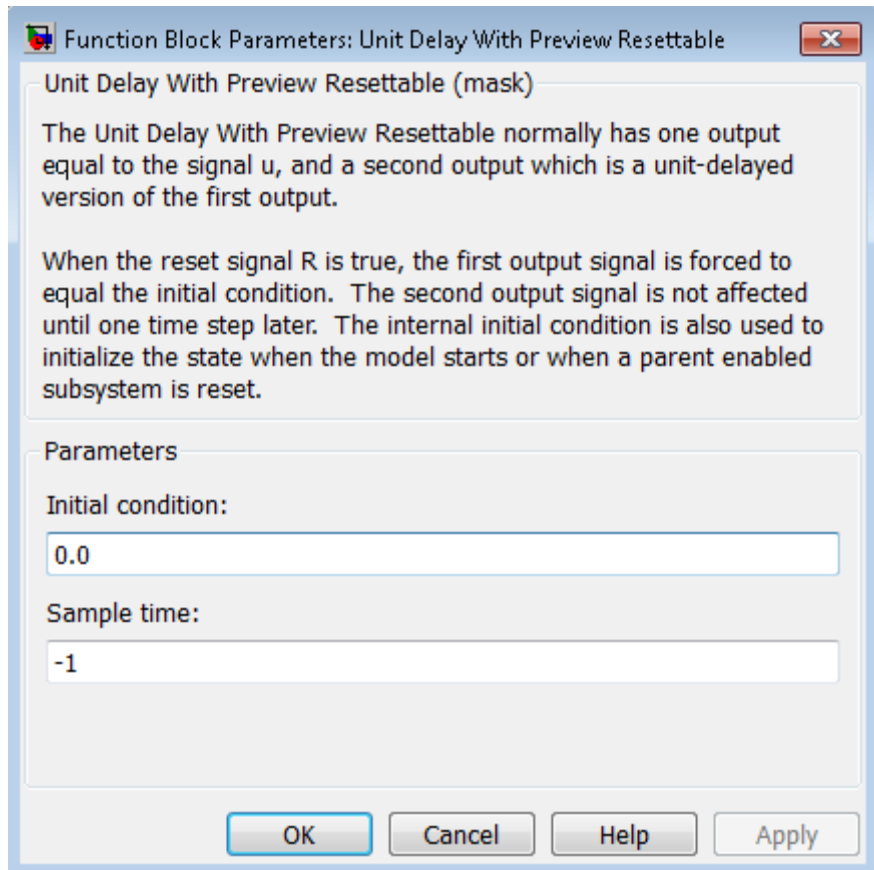 Function Block Parameters: Unit Delay With Preview Resettable
Unit Delay With Preview Resettable (mask)
The Unit Delay With Preview Resettable normally has one output
equal to the signal u, and a second output which is a unit-delayed
version of the first output.
When the reset signal R is true, the first output signal is forced to
equal the initial condition.  The second output signal is not affected
until one time step later.  The internal initial condition is also used to
initialize the state when the model starts or when a parent enabled
subsystem is reset.
Parameters
Initial condition:
0.0
Sample time:
-1
OK Cancel Help Apply